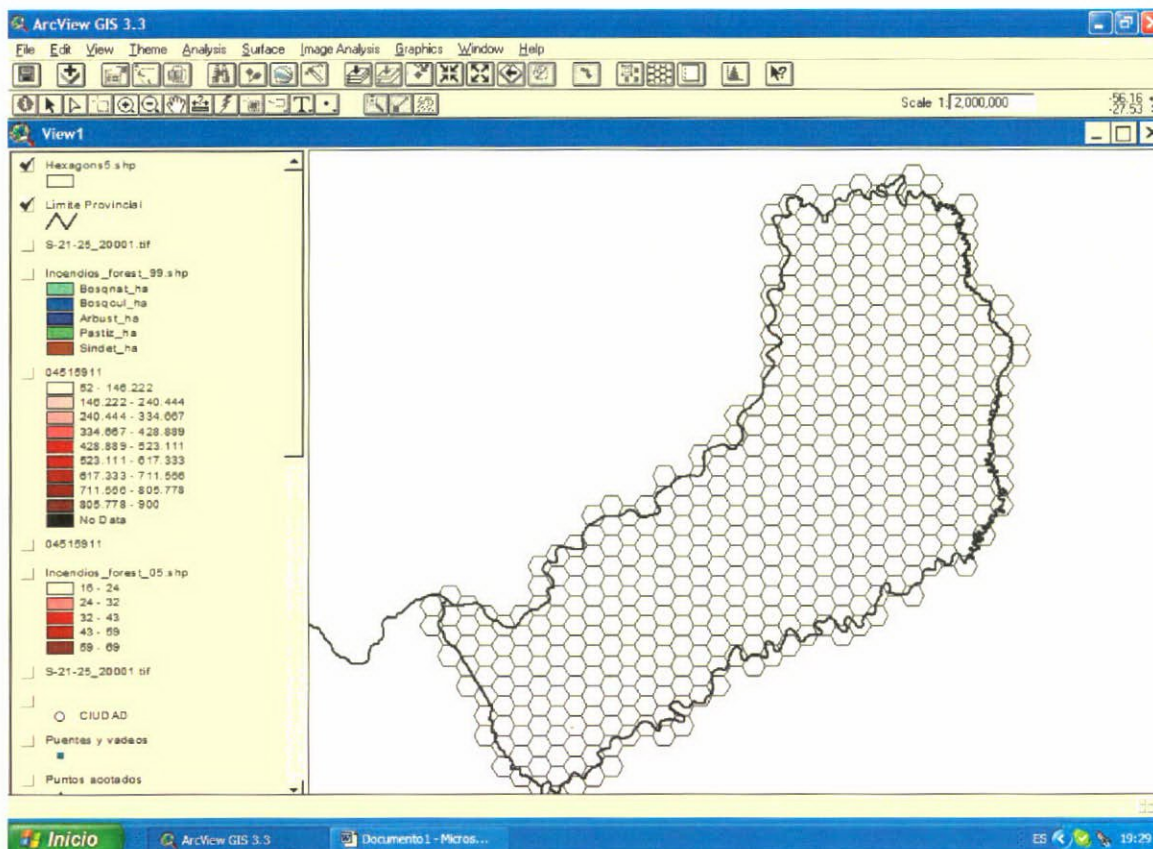 ArcView GIS 3.3
File Edit View Theme Analysis Surface Image Analysis Graphics Window Help
Scale 1: 2,000,000
-56.16
-27.53
View1
Hexagons5.shp
Limite Provincial
S-21-25_20001.tif
Incendios_forest_99.shp
Bosqnat_ha
Bosqcul_ha
Arbust_ha
Pastiz_ha
Sindet_ha
04515911
52 - 146.222
146.222 - 240.444
240.444 - 334.667
334.667 - 428.889
428.889 - 523.111
523.111 - 617.333
617.333 - 711.556
711.556 - 805.778
805.778 - 900
No Data
04515911
Incendios_forest_05.shp
16 - 24
24 - 32
32 - 43
43 - 59
59 - 69
S-21-25_20001.tif
CIUDAD
Puentes y vadeos
Puntos acotados
Inicio
ArcView GIS 3.3
Documento1 - Micros...
ES
19:29